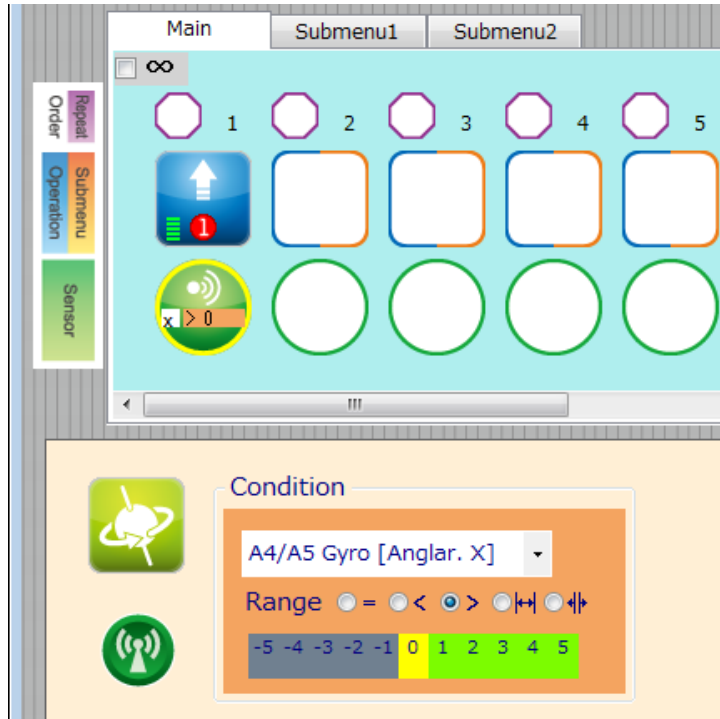 Main Submenu1 Submenu2
∞
Repeat
Order
1 2 3 4 5
Submenu
Operation
1
Sensor
x > 0
Condition
A4/A5 Gyro [Anglar. X]
Range = < >
-5 -4 -3 -2 -1 0 1 2 3 4 5